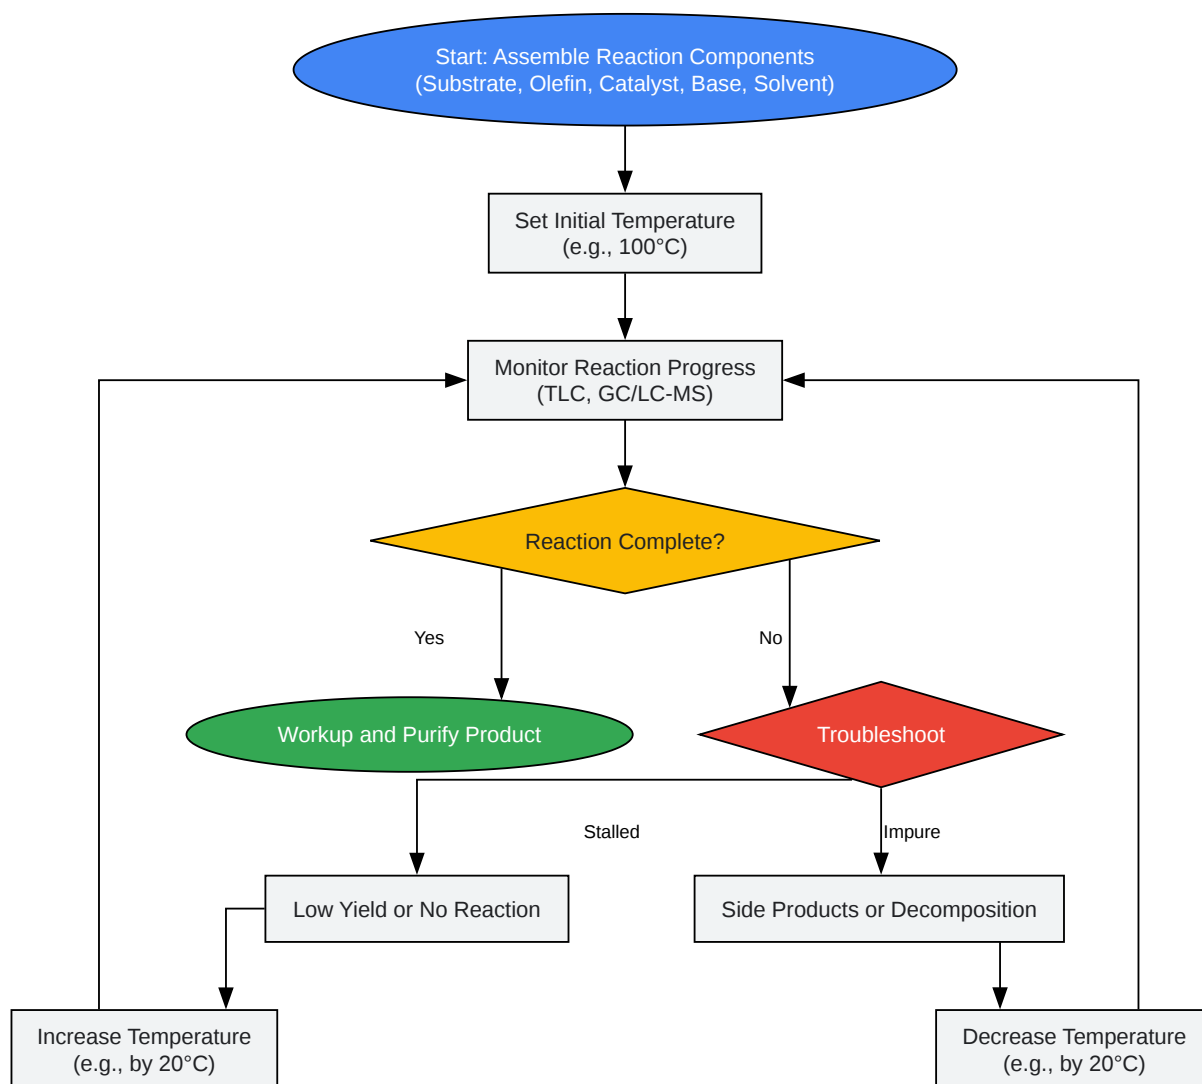 Start: Assemble Reaction Components
(Substrate, Olefin, Catalyst, Base, Solvent)
Set Initial Temperature
(e.g., 100°C)
Monitor Reaction Progress
(TLC, GC/LC-MS)
Reaction Complete?
Yes
No
Workup and Purify Product
Troubleshoot
Stalled
Impure
Low Yield or No Reaction
Side Products or Decomposition
Increase Temperature
(e.g., by 20°C)
Decrease Temperature
(e.g., by 20°C)